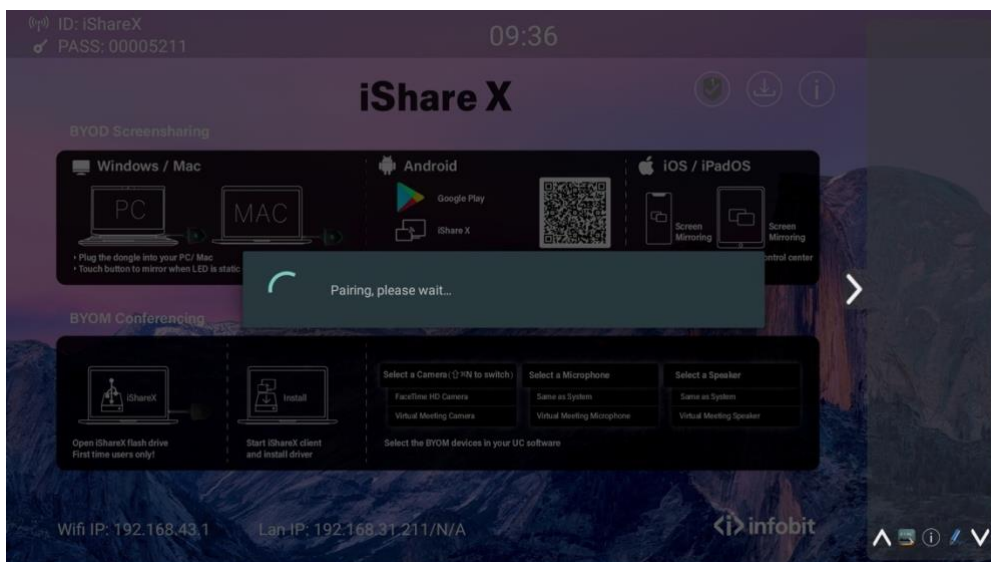 ID: iShareX
PASS: 00005211
09:36
iShare X
BYOD Screensharing
Windows / Mac
Android
iOS / iPadOS
PC
MAC
Google Play
iShare X
Screen
Mirroring
Screen
Mirroring
‣ Plug the dongle into your PC/ Mac
‣ Touch button to mirror when LED is static
ontrol center
Pairing, please wait...
BYOM Conferencing
iShareX
Install
Select a Camera(⇧⌘N to switch)
Select a Microphone
Select a Speaker
FaceTime HD Camera
Same as System
Same as System
Virtual Meeting Camera
Virtual Meeting Microphone
Virtual Meeting Speaker
Open iShareX flash drive
First time users only!
Start iShareX client
and install driver
Select the BYOM devices in your UC software
Wifi IP: 192.168.43.1
Lan IP: 192.168.31.211/N/A
<i> infobit